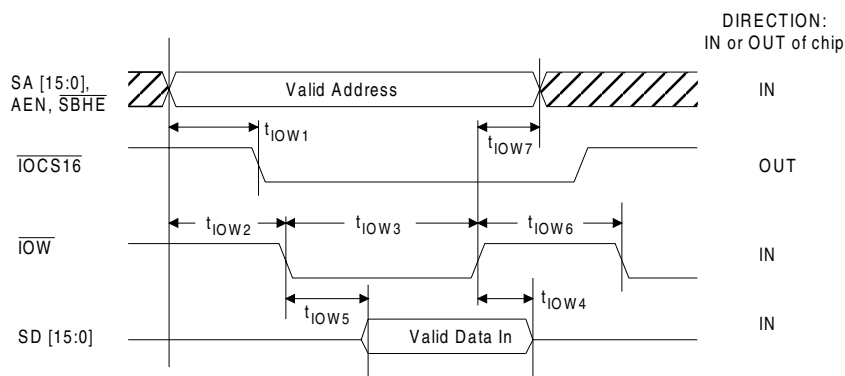 DIRECTION:
IN or OUT of chip
SA [15:0],
AEN, SBHE
Valid Address
IN
tIOW1
tIOW7
IOCS16
OUT
tIOW2
tIOW3
tIOW6
IOW
IN
tIOW5
tIOW4
SD [15:0]
Valid Data In
IN